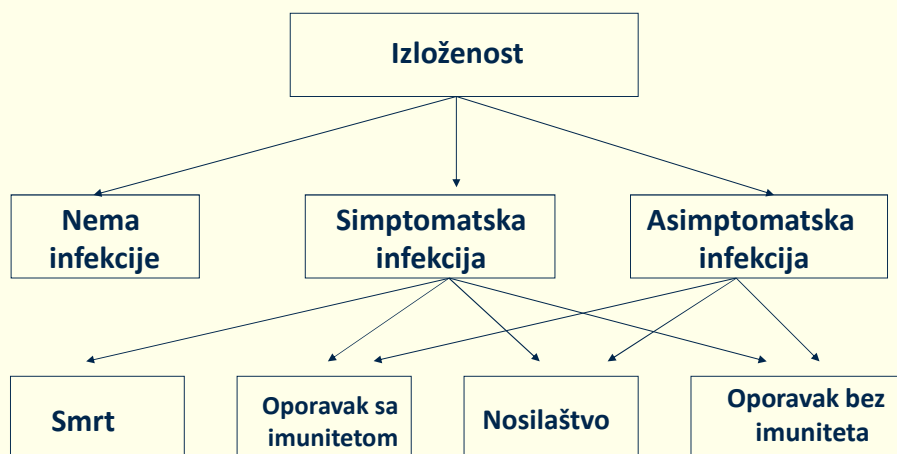 Izloženost
Nema
infekcije
Simptomatska
infekcija
Asimptomatska
infekcija
Smrt
Oporavak sa
imunitetom
Nosilaštvo
Oporavak bez
imuniteta